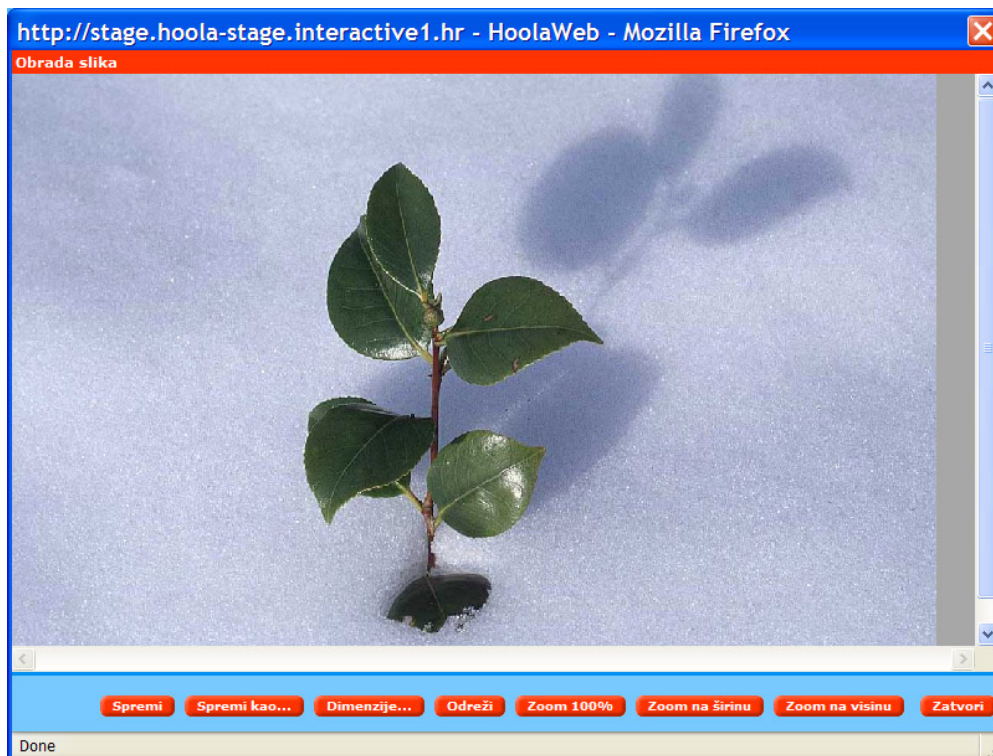 http://stage.hoola-stage.interactive1.hr - HoolaWeb - Mozilla Firefox
Obrada slika
Spremi Spremi kao... Dimenzije... Odreži Zoom 100% Zoom na širinu Zoom na visinu Zatvori
Done